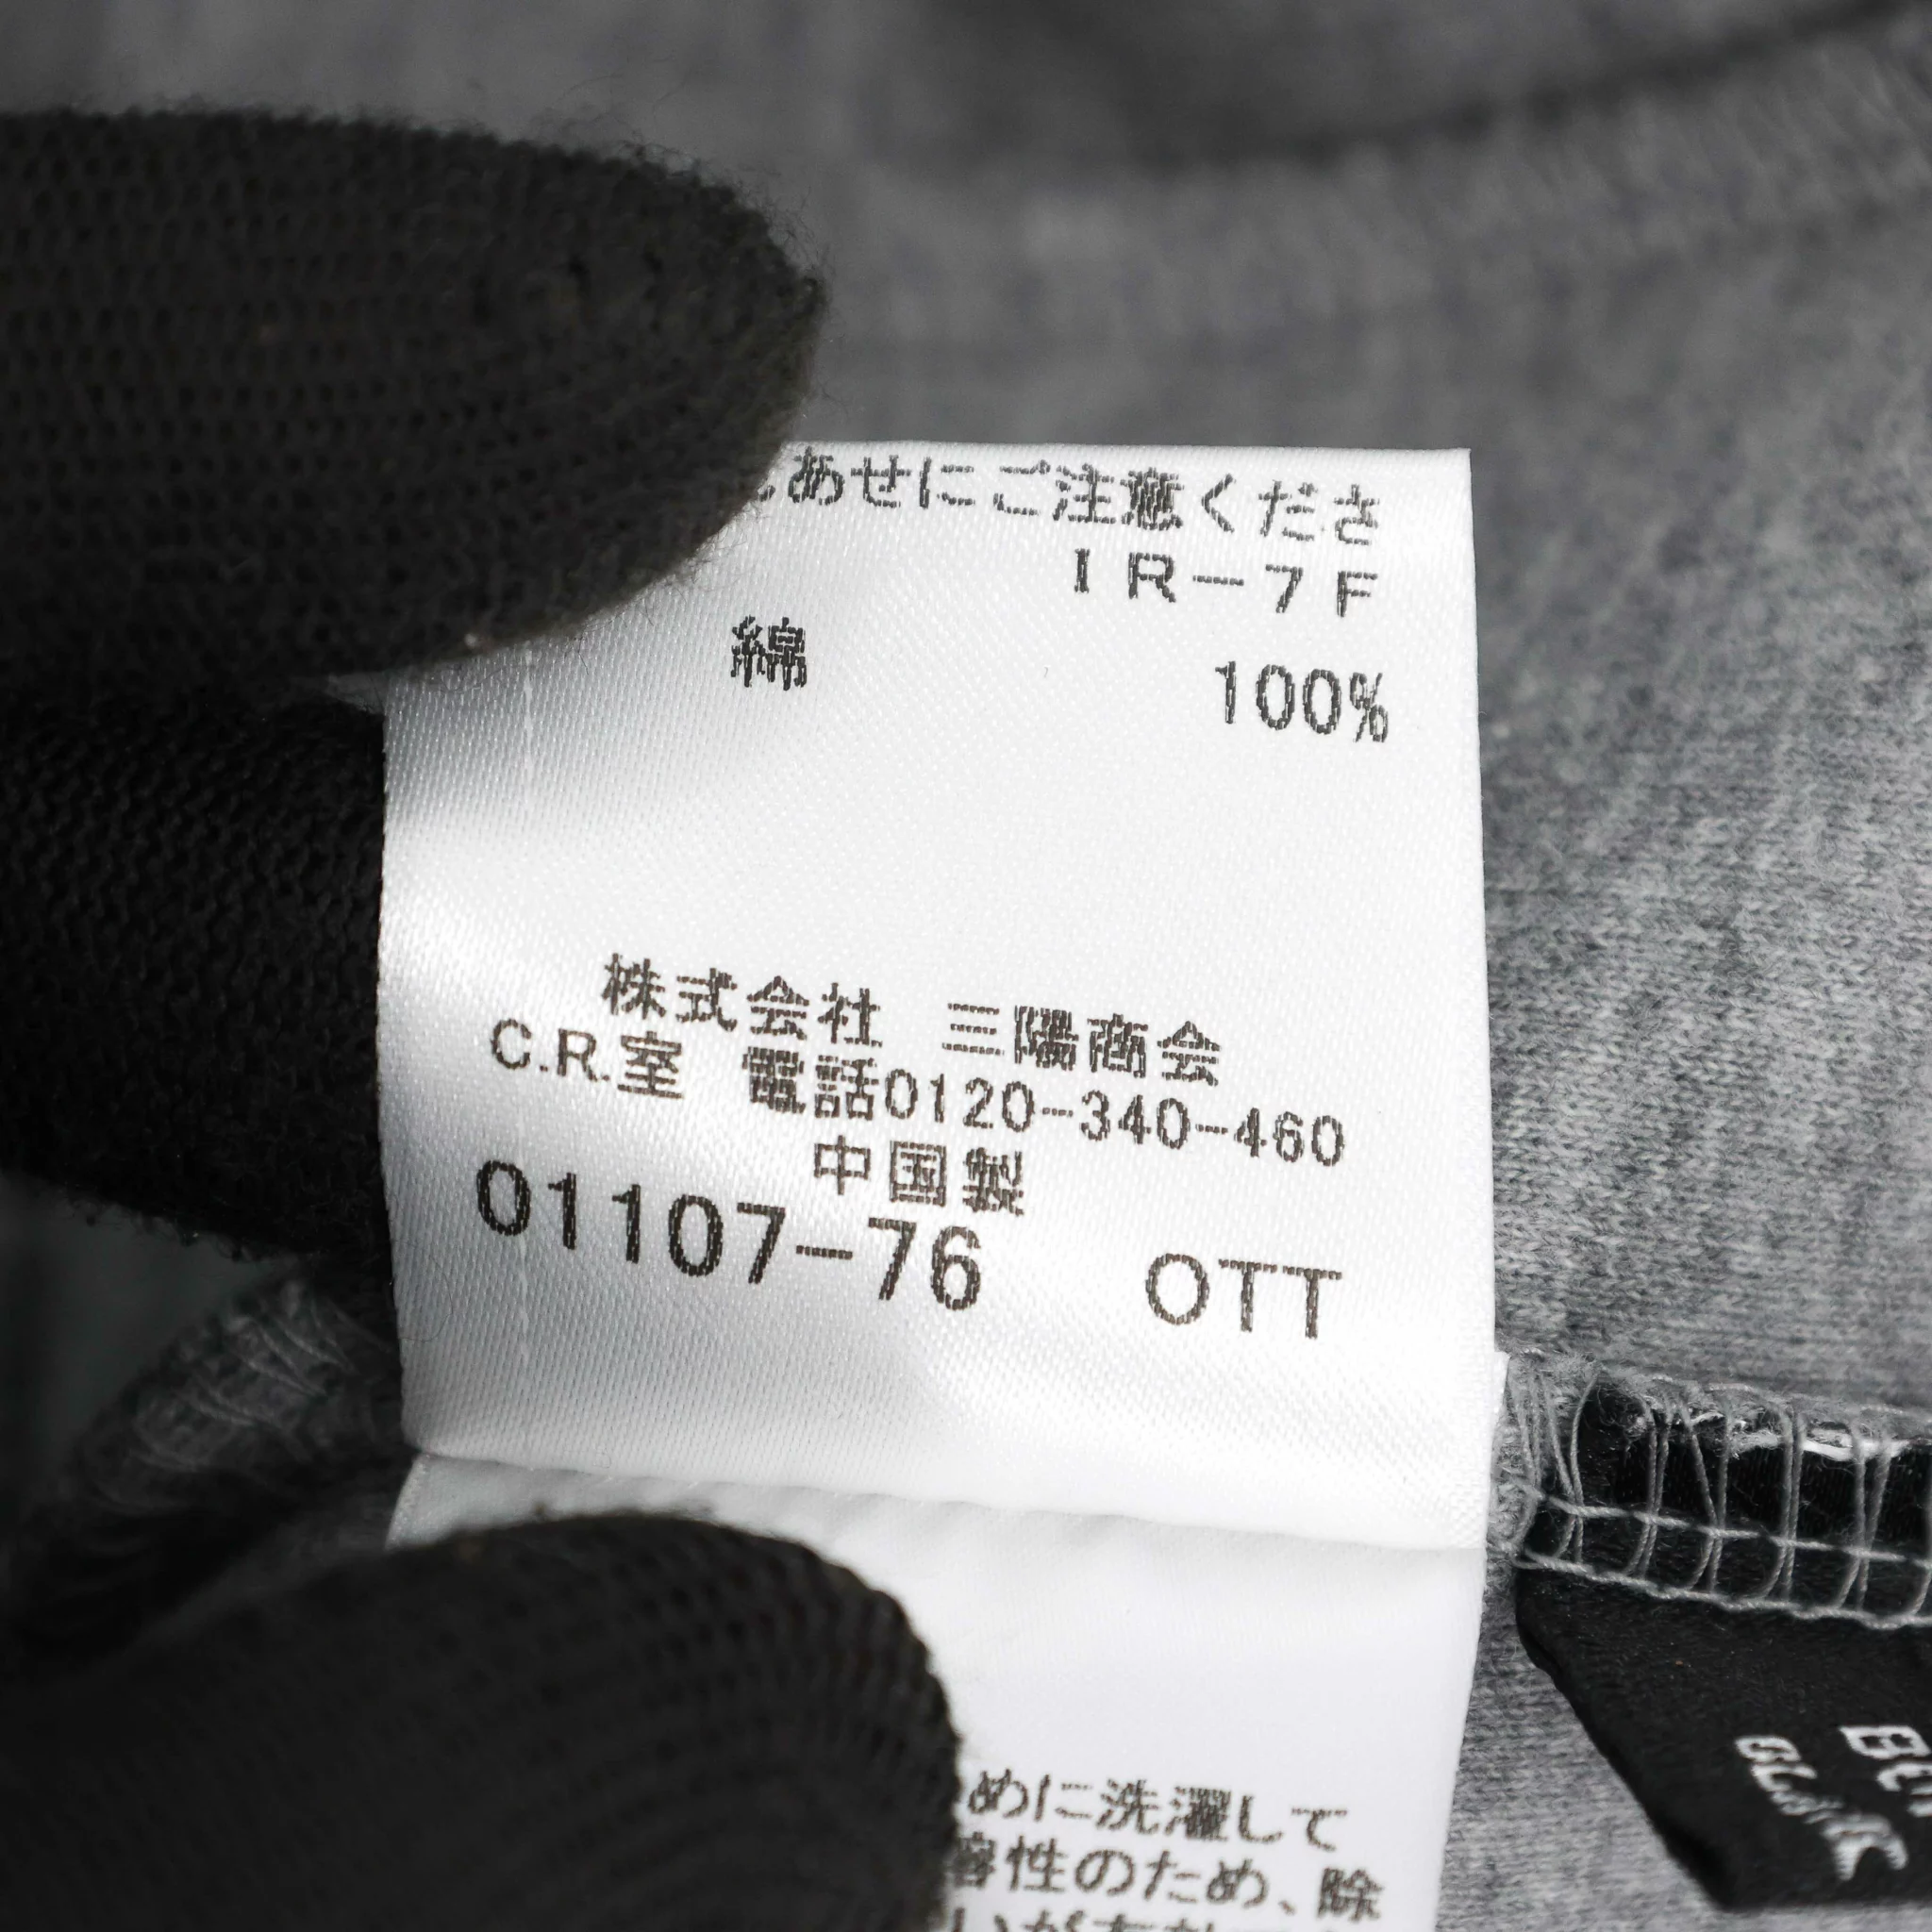 あせにご注意くださ
IR-7F
綿 100%
株式会社 三陽商会
C.R.室 電話0120-340-460
中国製
01107-76 OTT
めに洗濯して
容性のため、除
BLACK